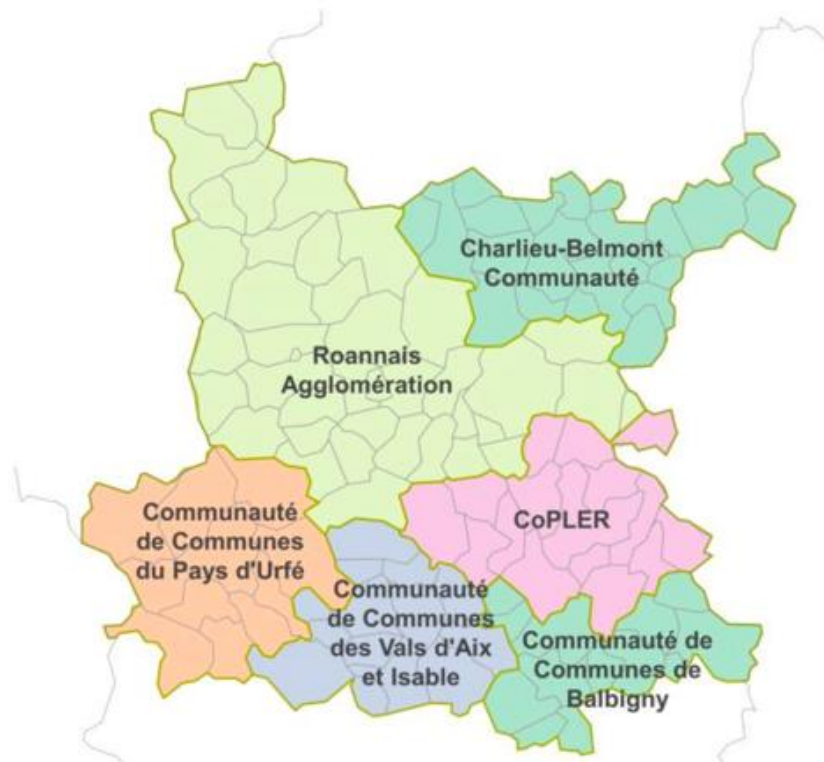 Charlieu-Belmont
Communauté
Roannais
Agglomération
Communauté
de Communes
du Pays d'Urfé
CoPLER
Communauté
de Communes
des Vals d'Aix
et Isable
Communauté de
Communes de
Balbigny